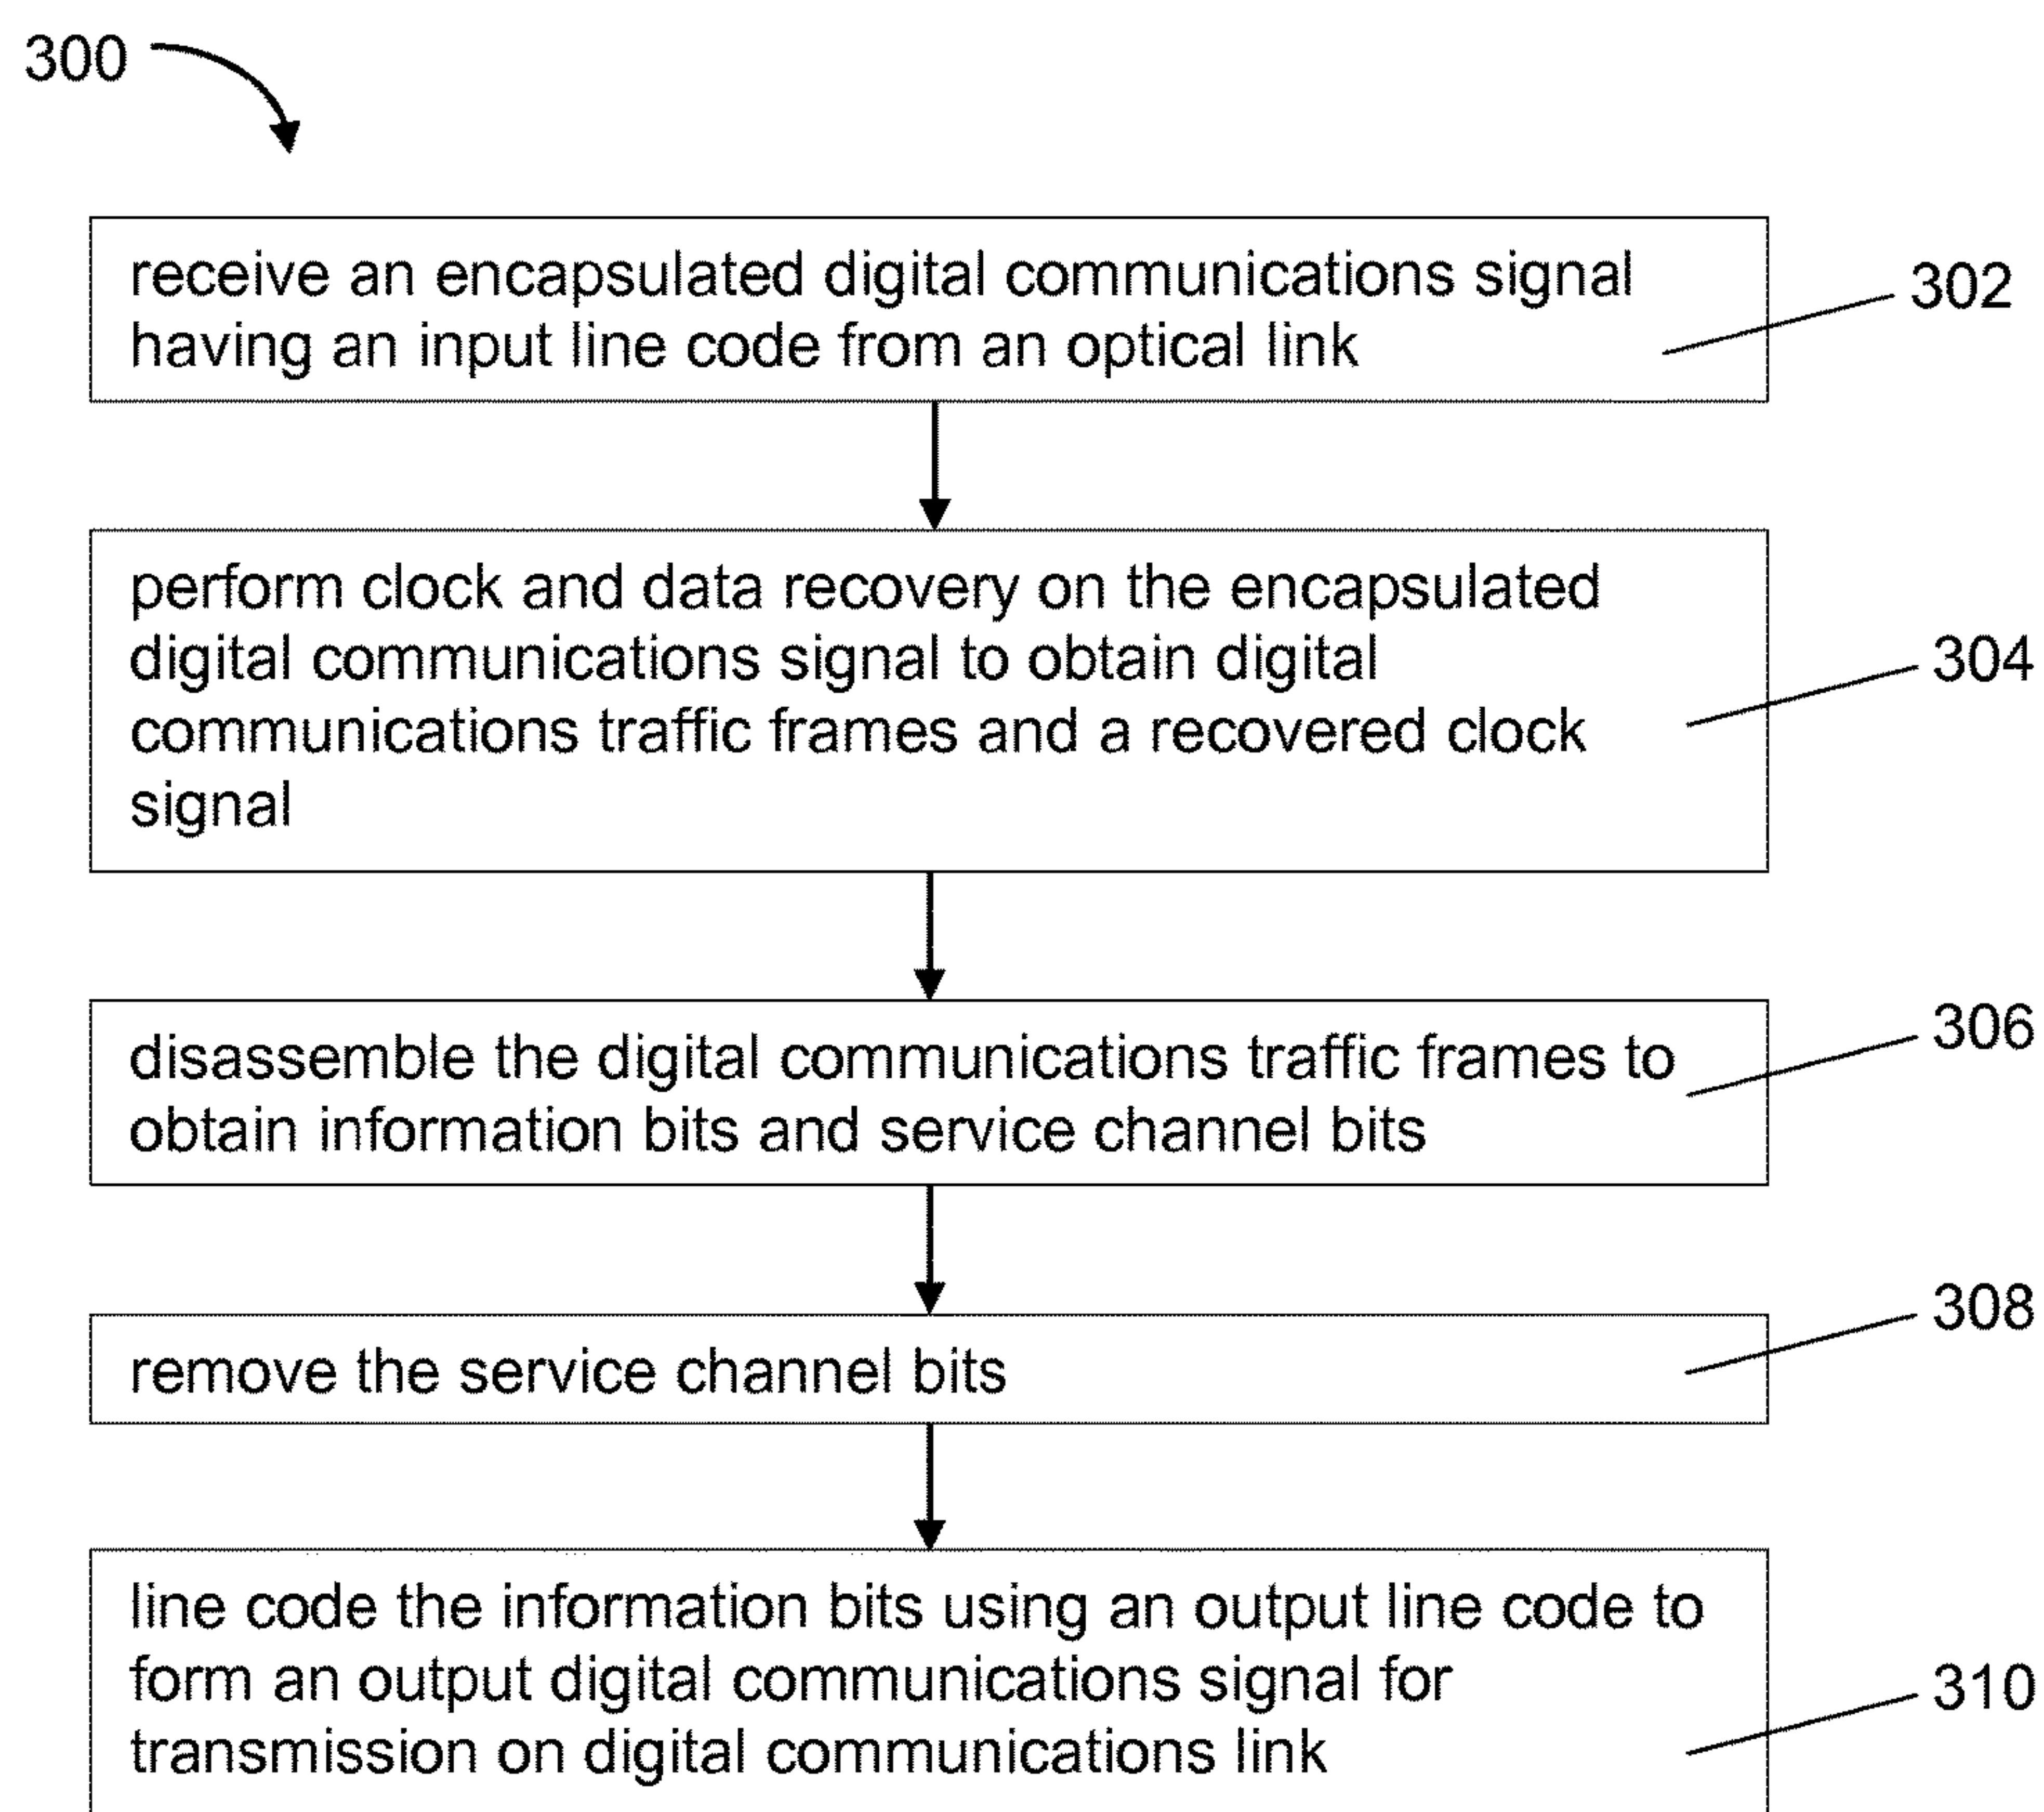 300
receive an encapsulated digital communications signal
having an input line code from an optical link
302
perform clock and data recovery on the encapsulated
digital communications signal to obtain digital
communications traffic frames and a recovered clock
signal
304
disassemble the digital communications traffic frames to
obtain information bits and service channel bits
306
remove the service channel bits
308
line code the information bits using an output line code to
form an output digital communications signal for
transmission on digital communications link
310